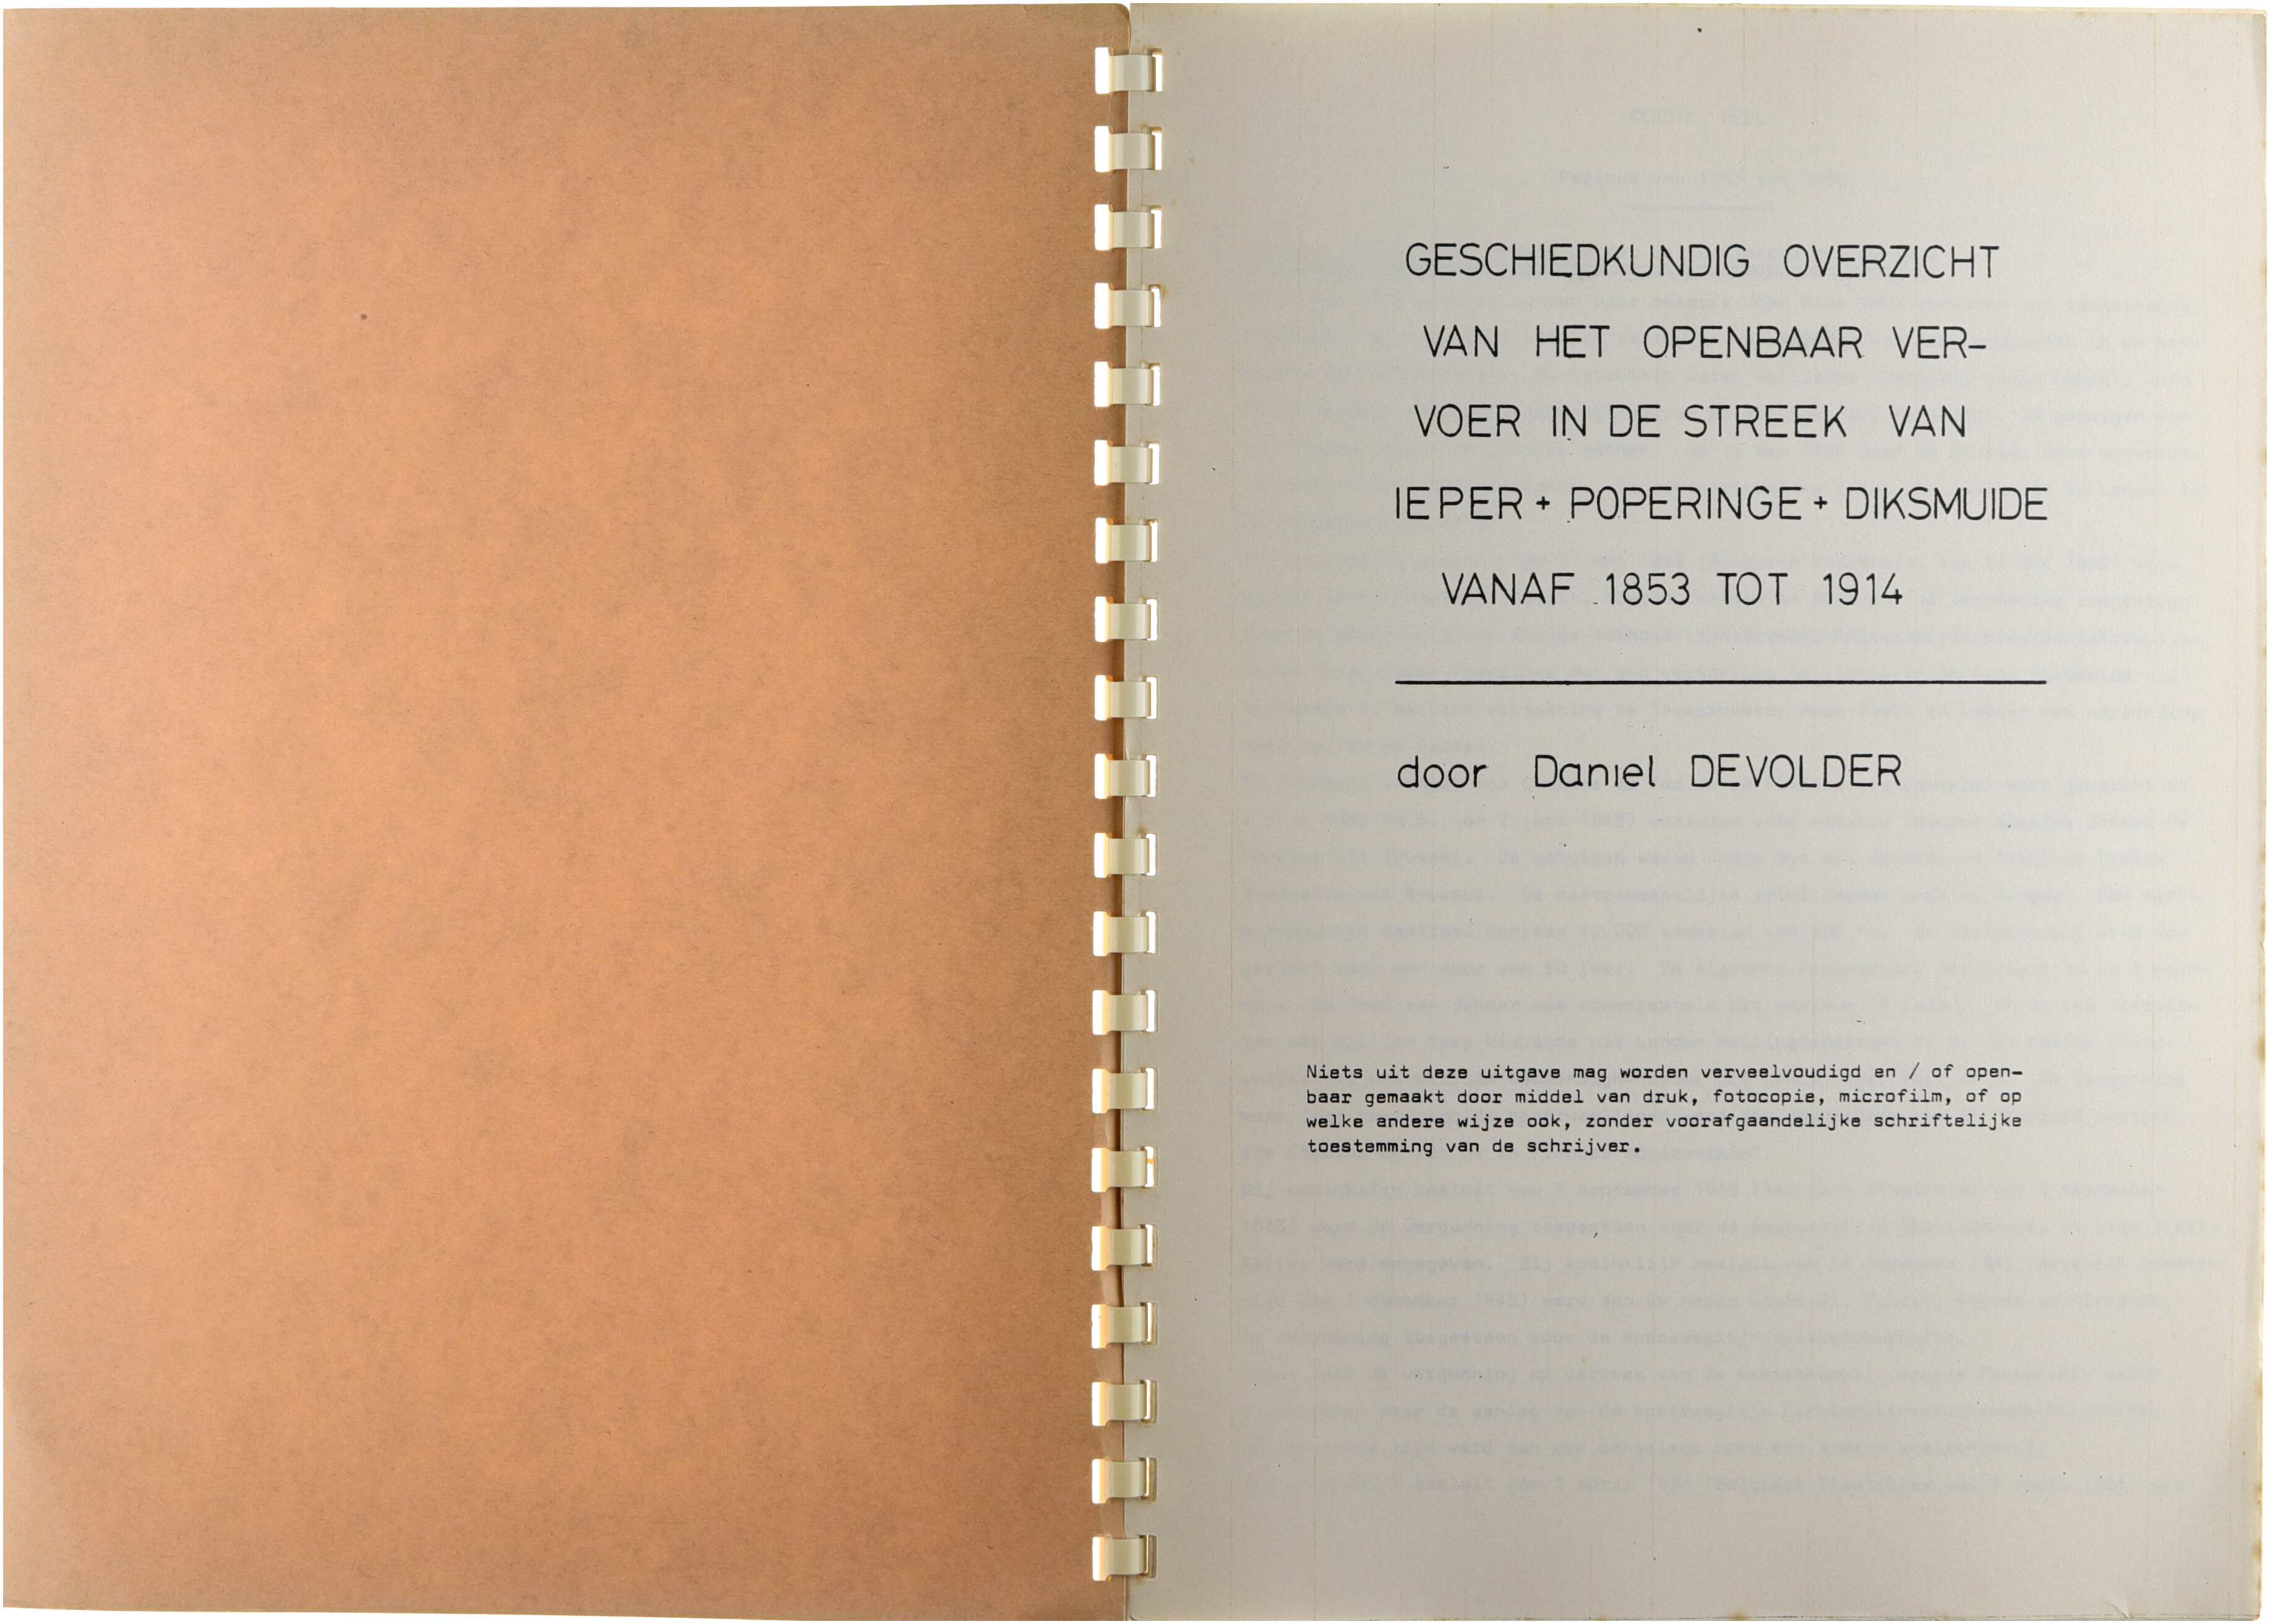 GESCHIEDKUNDIG OVERZICHT
VAN HET OPENBAAR VER-
VOER IN DE STREEK VAN
IEPER + POPERINGE + DIKSMUIDE
VANAF 1853 TOT 1914
door Daniel DEVOLDER
Niets uit deze uitgave mag worden verveelvoudigd en / of open-
baar gemaakt door middel van druk, fotocopie, microfilm, of op
welke andere wijze ook, zonder voorafgaandelijke schriftelijke
toestemming van de schrijver.